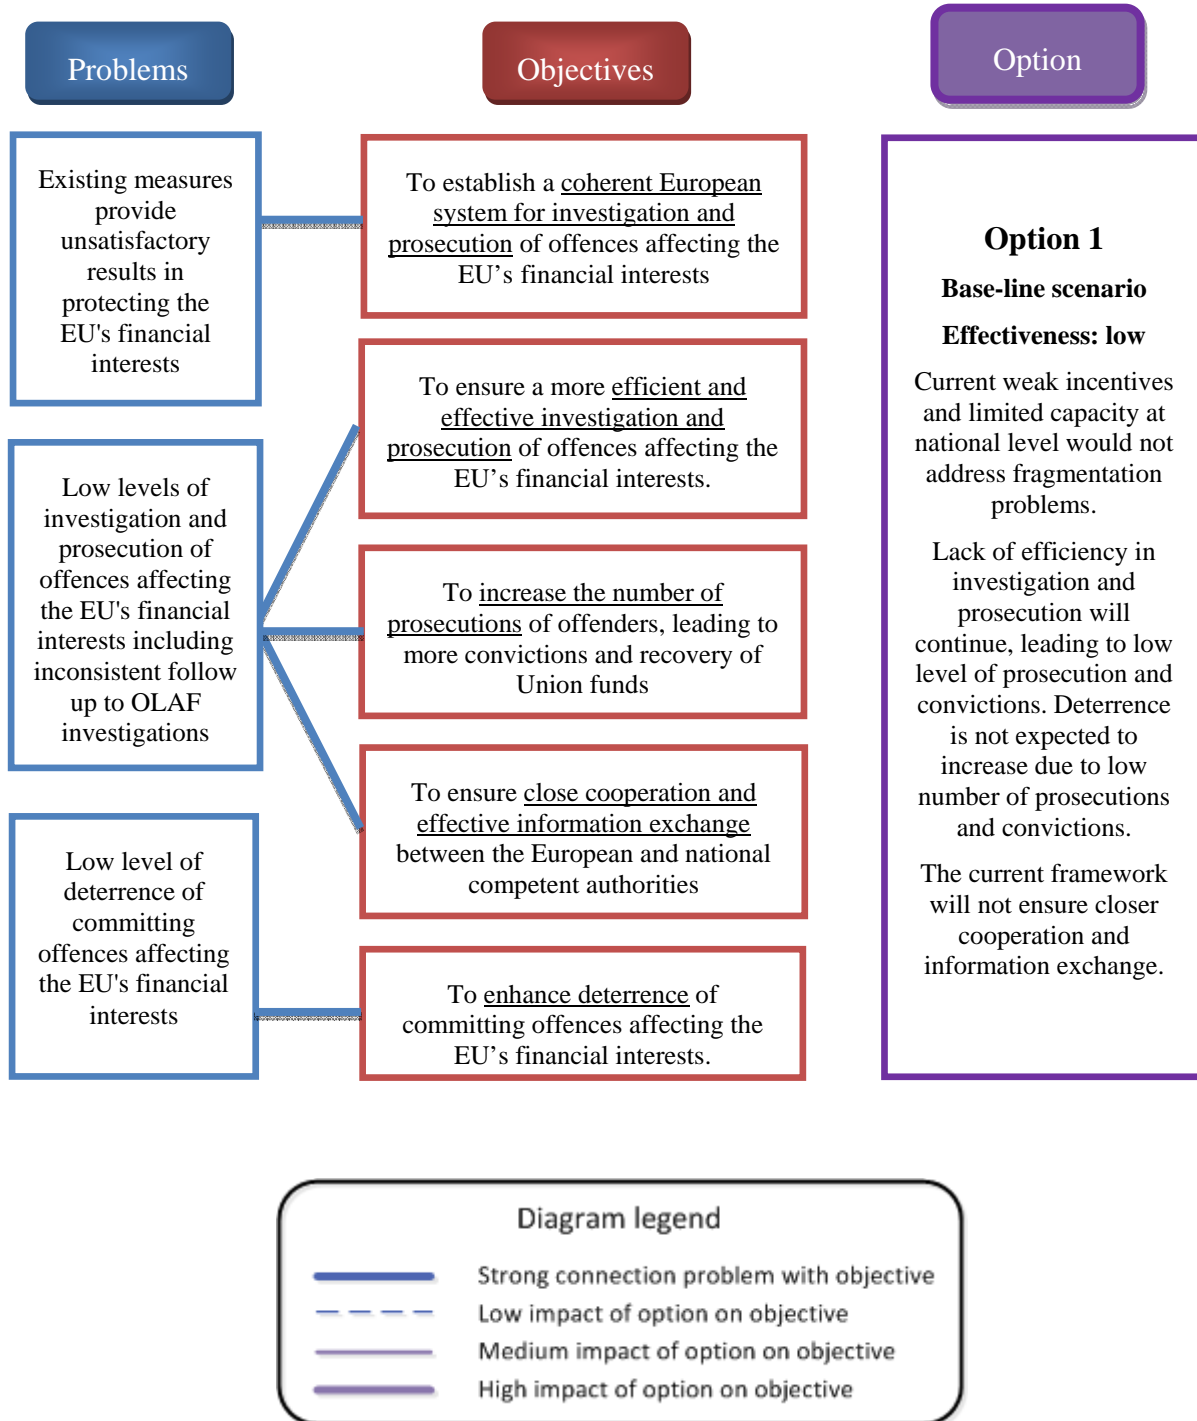 Problems
Objectives
Option
Existing measures
provide
unsatisfactory
results in
protecting the
EU's financial
interests
Low levels of
investigation and
prosecution of
offences affecting
the EU's financial
interests including
inconsistent follow
up to OLAF
investigations
Low level of
deterrence of
committing
offences affecting
the EU's financial
interests
To establish a coherent European
system for investigation and
prosecution of offences affecting the
EU’s financial interests
To ensure a more efficient and
effective investigation and
prosecution of offences affecting the
EU’s financial interests.
To increase the number of
prosecutions of offenders, leading to
more convictions and recovery of
Union funds
To ensure close cooperation and
effective information exchange
between the European and national
competent authorities
To enhance deterrence of
committing offences affecting the
EU’s financial interests.
Option 1
Base-line scenario
Effectiveness: low
Current weak incentives
and limited capacity at
national level would not
address fragmentation
problems.
Lack of efficiency in
investigation and
prosecution will
continue, leading to low
level of prosecution and
convictions. Deterrence
is not expected to
increase due to low
number of prosecutions
and convictions.
The current framework
will not ensure closer
cooperation and
information exchange.
Diagram legend
Strong connection problem with objective
Low impact of option on objective
Medium impact of option on objective
High impact of option on objective